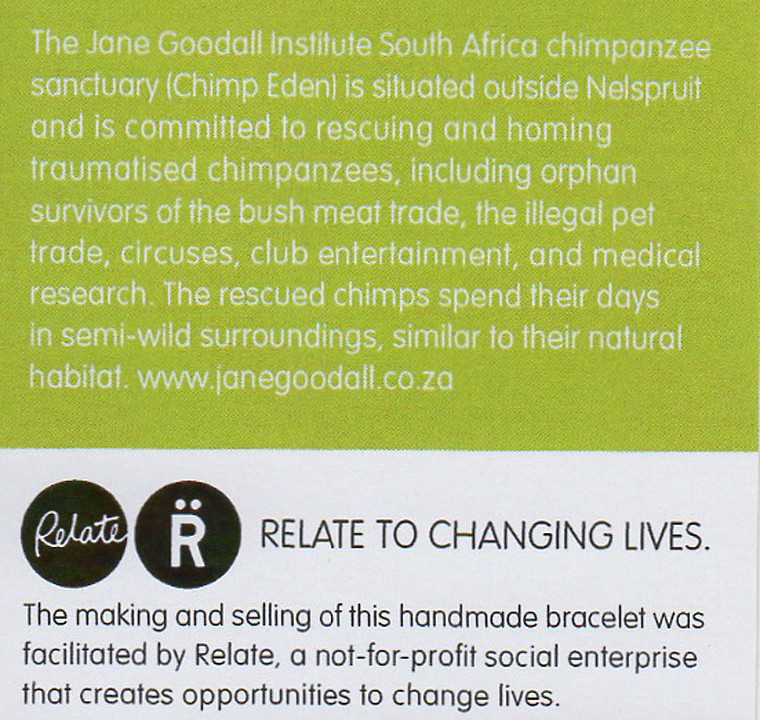 The Jane Goodall Institute South Africa chimpanzee
sanctuary (Chimp Eden) is situated outside Nelspruit
and is committed to rescuing and homing
traumatised chimpanzees, including orphan
survivors of the bush meat trade, the illegal pet
trade, circuses, club entertainment, and medical
research. The rescued chimps spend their days
in semi-wild surroundings, similar to their natural
habitat. www.janegoodall.co.za
Relate R̈ RELATE TO CHANGING LIVES.
The making and selling of this handmade bracelet was
facilitated by Relate, a not-for-profit social enterprise
that creates opportunities to change lives.